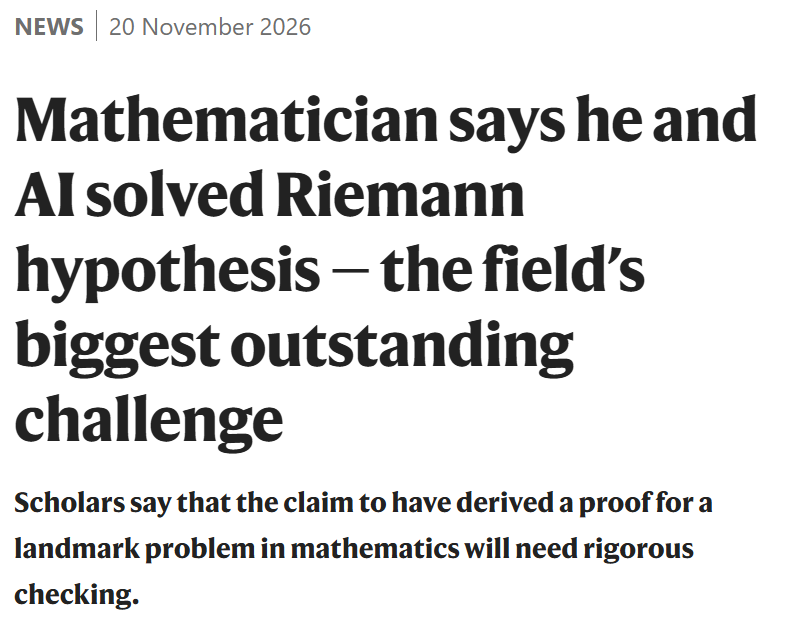 NEWS | 20 November 2026
Mathematician says he and
AI solved Riemann
hypothesis — the field’s
biggest outstanding
challenge
Scholars say that the claim to have derived a proof for a
landmark problem in mathematics will need rigorous
checking.